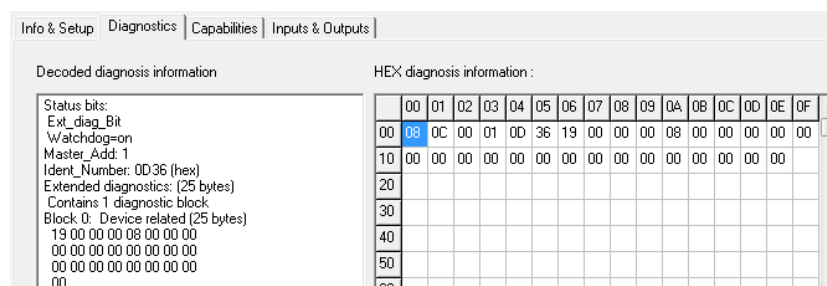 Info & Setup Diagnostics Capabilities Inputs & Outputs
Decoded diagnosis information
Status bits:
Ext_diag_Bit
Watchdog=on
Master_Add: 1
Ident_Number: 0D36 (hex)
Extended diagnostics: (25 bytes)
Contains 1 diagnostic block
Block 0: Device related (25 bytes)
19 00 00 00 08 00 00 00
00 00 00 00 00 00 00 00
00 00 00 00 00 00 00 00
00
HEX diagnosis information :
00 01 02 03 04 05 06 07 08 09 0A 0B 0C 0D 0E 0F
00 08 0C 00 01 0D 36 19 00 00 00 08 00 00 00 00 00
10 00 00 00 00 00 00 00 00 00 00 00 00 00 00 00
20
30
40
50